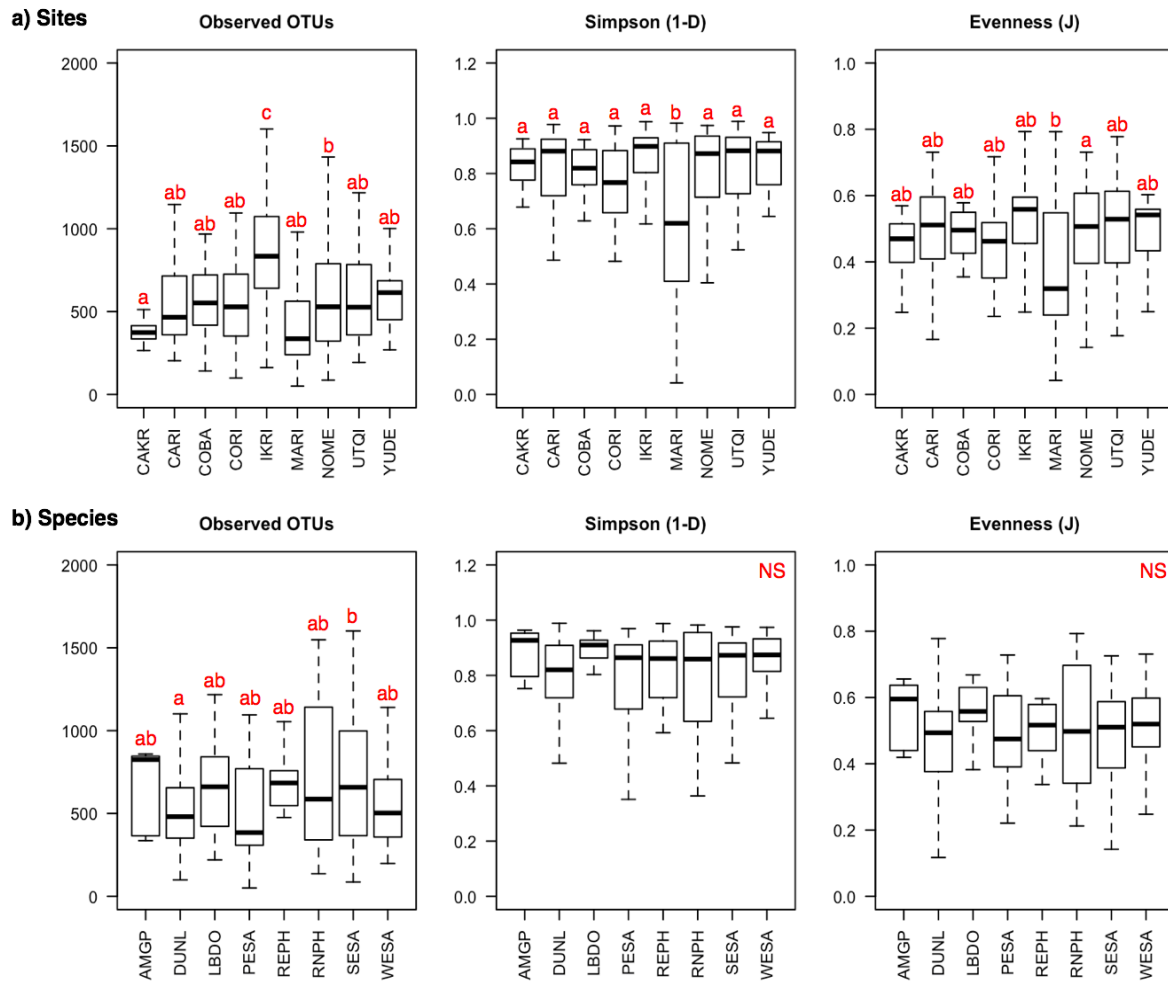 a) Sites
Observed OTUs
Simpson (1-D)
Evenness (J)
2000
1500
1000
500
0
a
ab
ab
ab
c
ab
b
ab
ab
CAKR
CARI
COBA
CORI
IKRI
MARI
NOME
UTQI
YUDE
1.2
1.0
0.8
0.6
0.4
0.2
0.0
a
a
a
a
a
b
a
a
a
CAKR
CARI
COBA
CORI
IKRI
MARI
NOME
UTQI
YUDE
1.0
0.8
0.6
0.4
0.2
0.0
ab
ab
ab
ab
ab
b
a
ab
ab
CAKR
CARI
COBA
CORI
IKRI
MARI
NOME
UTQI
YUDE
b) Species
Observed OTUs
Simpson (1-D)
Evenness (J)
2000
1500
1000
500
0
ab
a
ab
ab
ab
ab
b
ab
AMGP
DUNL
LBDO
PESA
REPH
RNPH
SESA
WESA
1.2
1.0
0.8
0.6
0.4
0.2
0.0
NS
AMGP
DUNL
LBDO
PESA
REPH
RNPH
SESA
WESA
1.0
0.8
0.6
0.4
0.2
0.0
NS
AMGP
DUNL
LBDO
PESA
REPH
RNPH
SESA
WESA